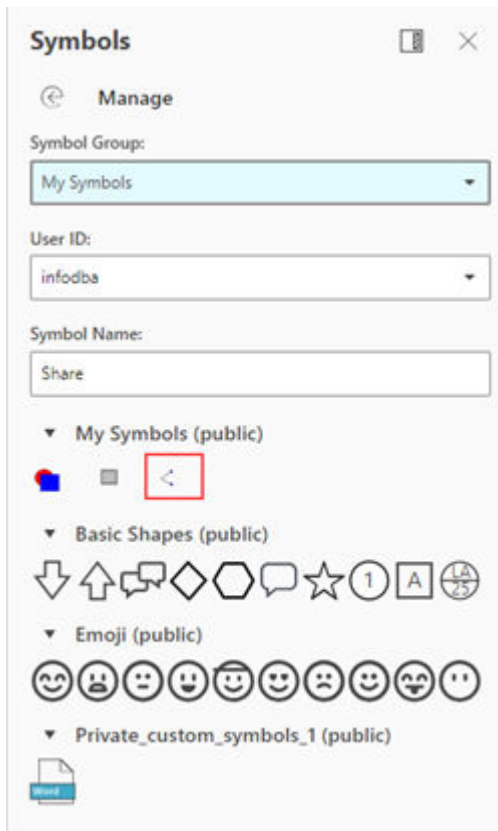 Symbols
Manage
Symbol Group:
My Symbols
User ID:
infodba
Symbol Name:
Share
My Symbols (public)
Basic Shapes (public)
1
A
LA
25
Emoji (public)
Private_custom_symbols_1 (public)
Word